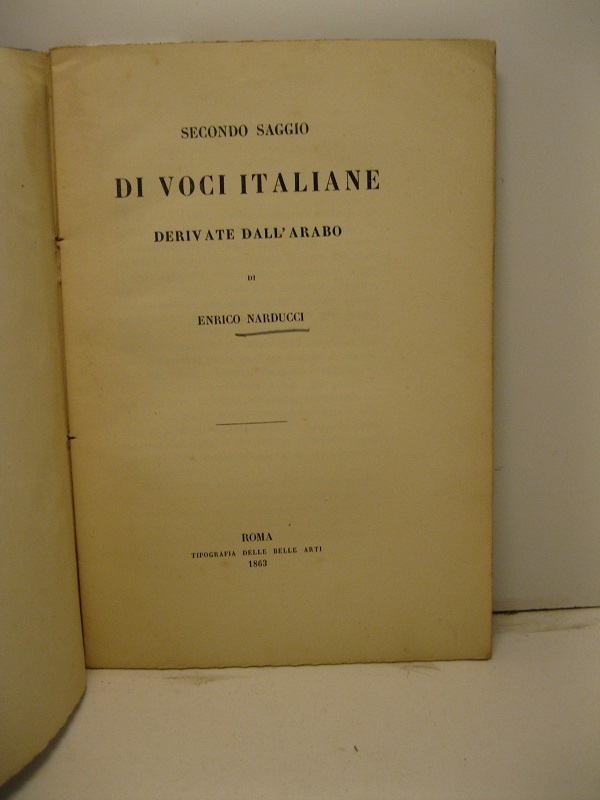 SECONDO SAGGIO
DI VOCI ITALIANE
DERIVATE DALL'ARABO
DI
ENRICO NARDUCCI
ROMA
TIPOGRAFIA DELLE BELLE ARTI
1863